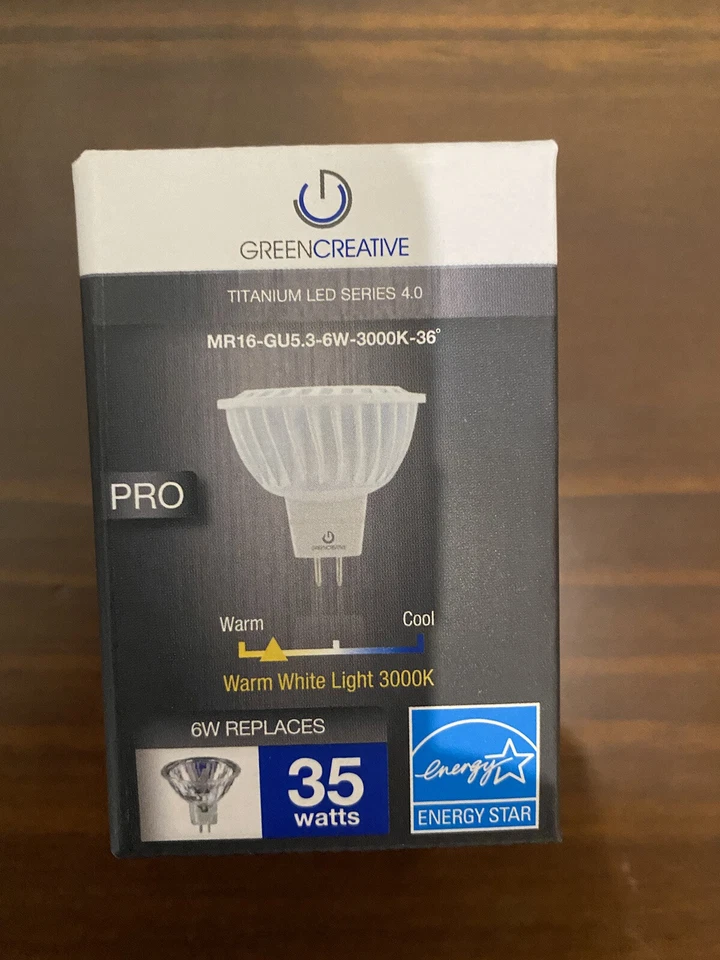 GREENCREATIVE
TITANIUM LED SERIES 4.0
MR16-GU5.3-6W-3000K-36°
PRO
GREENCREATIVE
Warm Cool
Warm White Light 3000K
6W REPLACES
35
watts
energy
ENERGY STAR